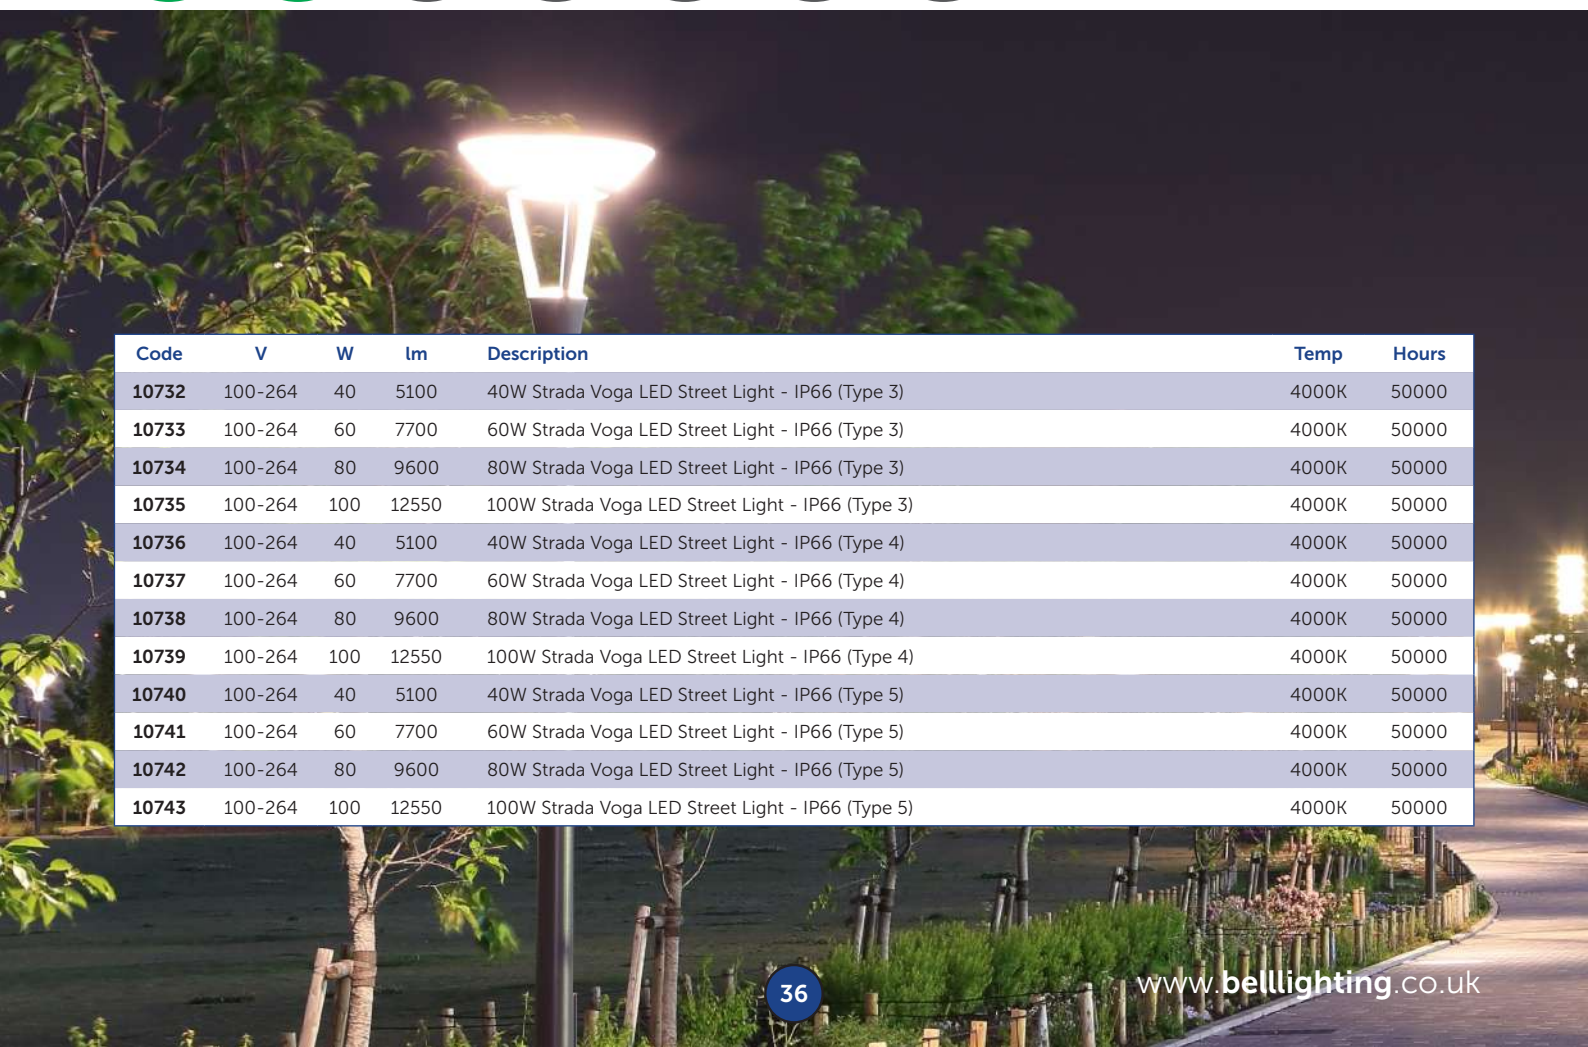 Code V W lm Description Temp Hours
10732 100-264 40 5100 40W Strada Voga LED Street Light - IP66 (Type 3) 4000K 50000
10733 100-264 60 7700 60W Strada Voga LED Street Light - IP66 (Type 3) 4000K 50000
10734 100-264 80 9600 80W Strada Voga LED Street Light - IP66 (Type 3) 4000K 50000
10735 100-264 100 12550 100W Strada Voga LED Street Light - IP66 (Type 3) 4000K 50000
10736 100-264 40 5100 40W Strada Voga LED Street Light - IP66 (Type 4) 4000K 50000
10737 100-264 60 7700 60W Strada Voga LED Street Light - IP66 (Type 4) 4000K 50000
10738 100-264 80 9600 80W Strada Voga LED Street Light - IP66 (Type 4) 4000K 50000
10739 100-264 100 12550 100W Strada Voga LED Street Light - IP66 (Type 4) 4000K 50000
10740 100-264 40 5100 40W Strada Voga LED Street Light - IP66 (Type 5) 4000K 50000
10741 100-264 60 7700 60W Strada Voga LED Street Light - IP66 (Type 5) 4000K 50000
10742 100-264 80 9600 80W Strada Voga LED Street Light - IP66 (Type 5) 4000K 50000
10743 100-264 100 12550 100W Strada Voga LED Street Light - IP66 (Type 5) 4000K 50000
36
www.belllighting.co.uk